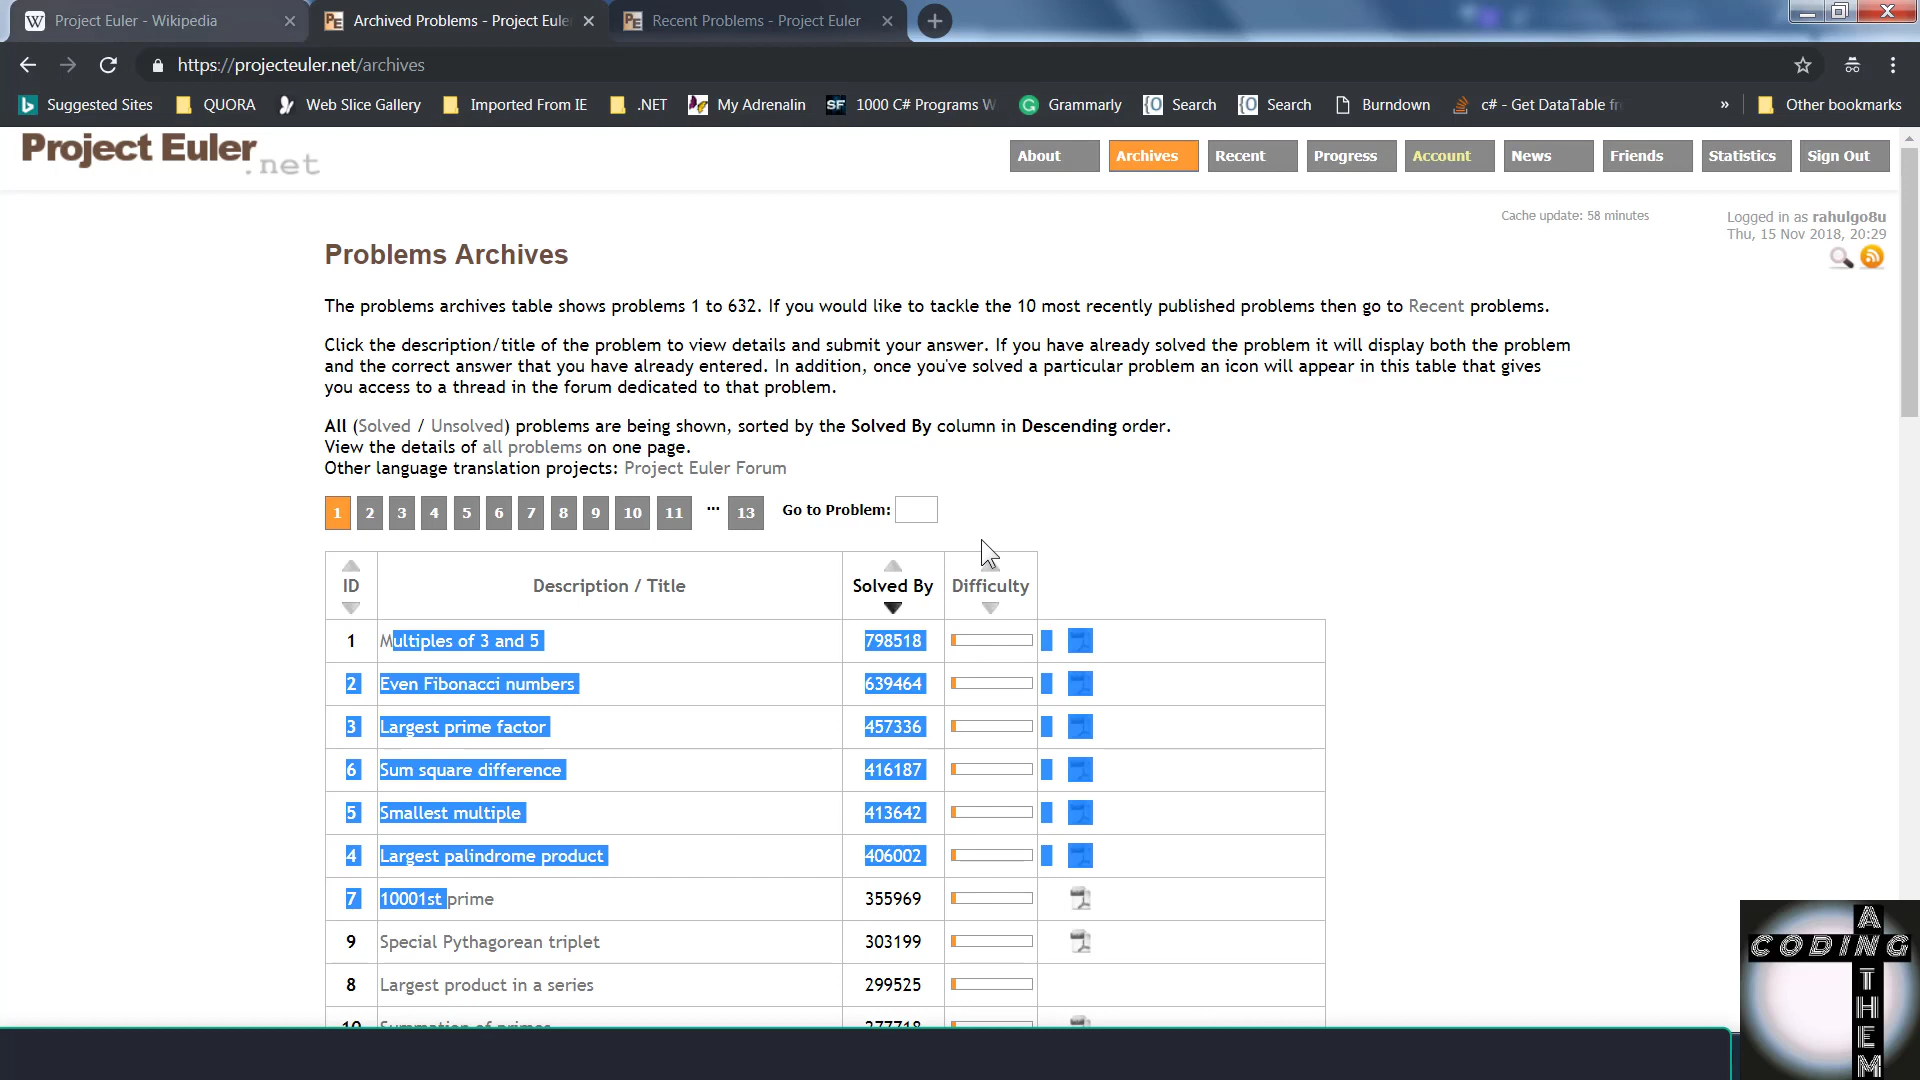 Project Euler - Wikipedia
Archived Problems - Project Eule
Recent Problems - Project Euler
https://projecteuler.net/archives
Suggested Sites QUORA Web Slice Gallery Imported From IE .NET My Adrenalin 1000 C# Programs W Grammarly Search Search Burndown c# - Get DataTable fr » Other bookmarks
Project Euler.net
About Archives Recent Progress Account News Friends Statistics Sign Out
Cache update: 58 minutes
Logged in as rahulgo8u
Thu, 15 Nov 2018, 20:29
Problems Archives
The problems archives table shows problems 1 to 632. If you would like to tackle the 10 most recently published problems then go to Recent problems.
Click the description/title of the problem to view details and submit your answer. If you have already solved the problem it will display both the problem
and the correct answer that you have already entered. In addition, once you've solved a particular problem an icon will appear in this table that gives
you access to a thread in the forum dedicated to that problem.
All (Solved / Unsolved) problems are being shown, sorted by the Solved By column in Descending order.
View the details of all problems on one page.
Other language translation projects: Project Euler Forum
1 2 3 4 5 6 7 8 9 10 11 ... 13 Go to Problem:
ID Description / Title Solved By Difficulty
1 Multiples of 3 and 5 798518
2 Even Fibonacci numbers 639464
3 Largest prime factor 457336
6 Sum square difference 416187
5 Smallest multiple 413642
4 Largest palindrome product 406002
7 10001st prime 355969
9 Special Pythagorean triplet 303199
8 Largest product in a series 299525
10 Summation of primes 277718
CODING
ATHEM